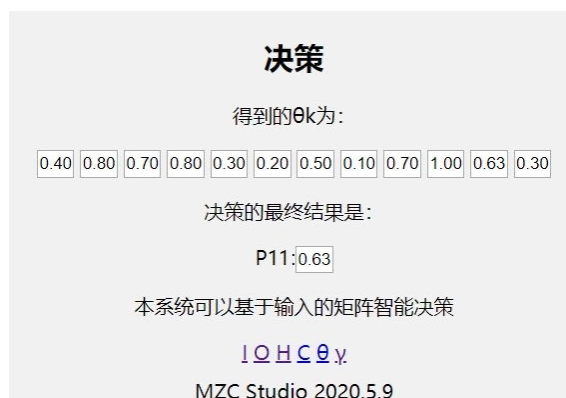 决策
得到的θk为：
0.40 0.80 0.70 0.80 0.30 0.20 0.50 0.10 0.70 1.00 0.63 0.30
决策的最终结果是：
P11:0.63
本系统可以基于输入的矩阵智能决策
I O H C θ γ
MZC Studio 2020.5.9